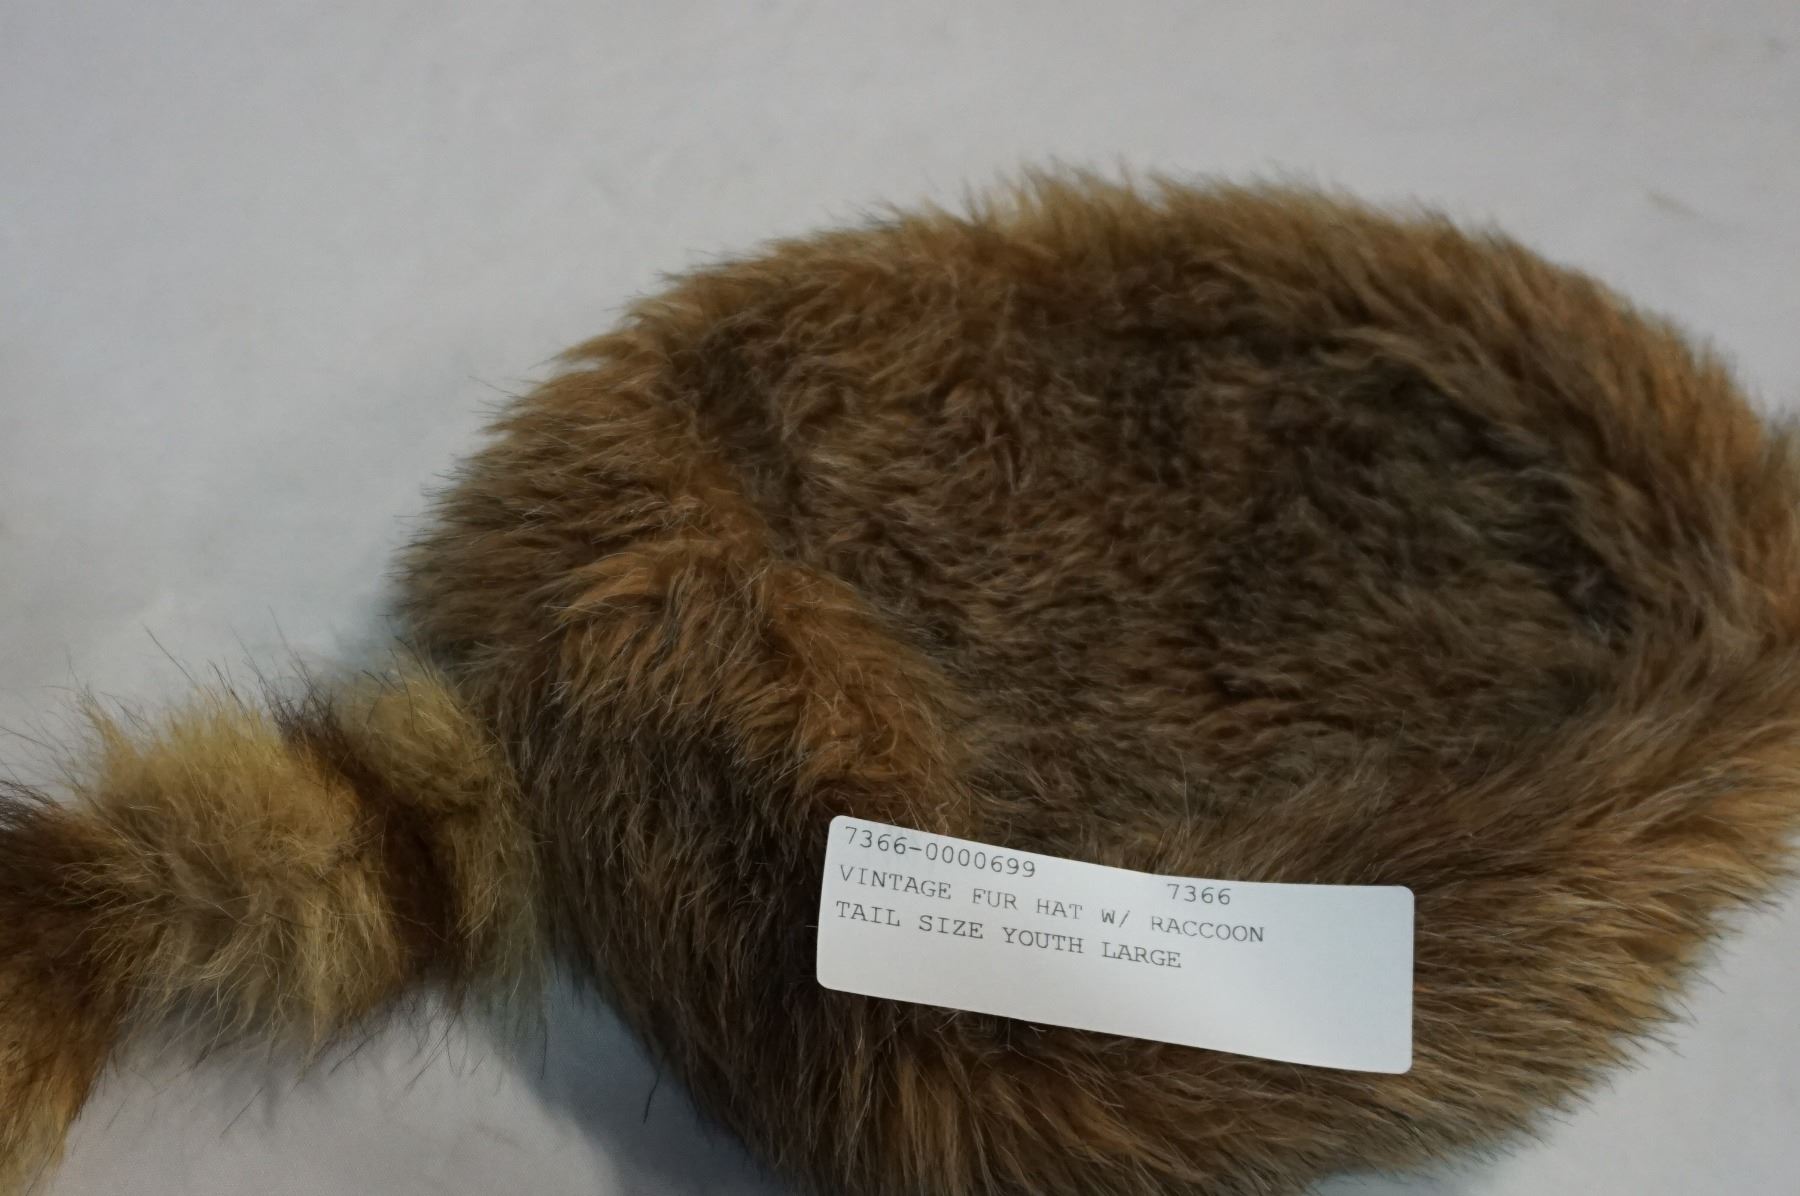 7366-0000699 7366
VINTAGE FUR HAT W/ RACCOON
TAIL SIZE YOUTH LARGE